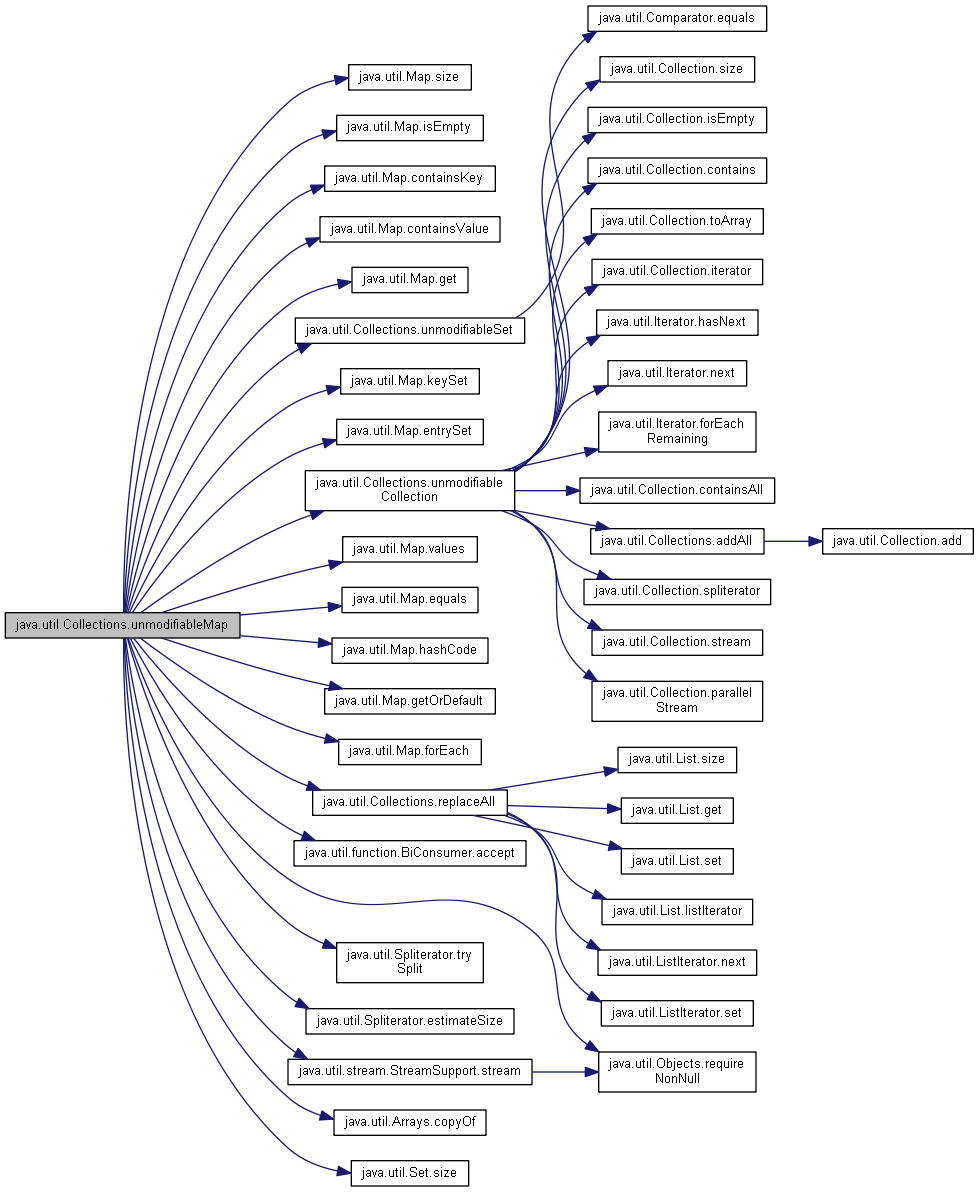 java.util.Collections.unmodifiableMap
java.util.Map.size
java.util.Map.isEmpty
java.util.Map.containsKey
java.util.Map.containsValue
java.util.Map.get
java.util.Collections.unmodifiableSet
java.util.Map.keySet
java.util.Map.entrySet
java.util.Collections.unmodifiable
Collection
java.util.Map.values
java.util.Map.equals
java.util.Map.hashCode
java.util.Map.getOrDefault
java.util.Map.forEach
java.util.Collections.replaceAll
java.util.function.BiConsumer.accept
java.util.Spliterator.try
Split
java.util.Spliterator.estimateSize
java.util.stream.StreamSupport.stream
java.util.Arrays.copyOf
java.util.Set.size
java.util.Comparator.equals
java.util.Collection.size
java.util.Collection.isEmpty
java.util.Collection.contains
java.util.Collection.toArray
java.util.Collection.iterator
java.util.Iterator.hasNext
java.util.Iterator.next
java.util.Iterator.forEach
Remaining
java.util.Collection.containsAll
java.util.Collections.addAll
java.util.Collection.spliterator
java.util.Collection.stream
java.util.Collection.parallel
Stream
java.util.List.size
java.util.List.get
java.util.List.set
java.util.List.listIterator
java.util.ListIterator.next
java.util.ListIterator.set
java.util.Objects.require
NonNull
java.util.Collection.add